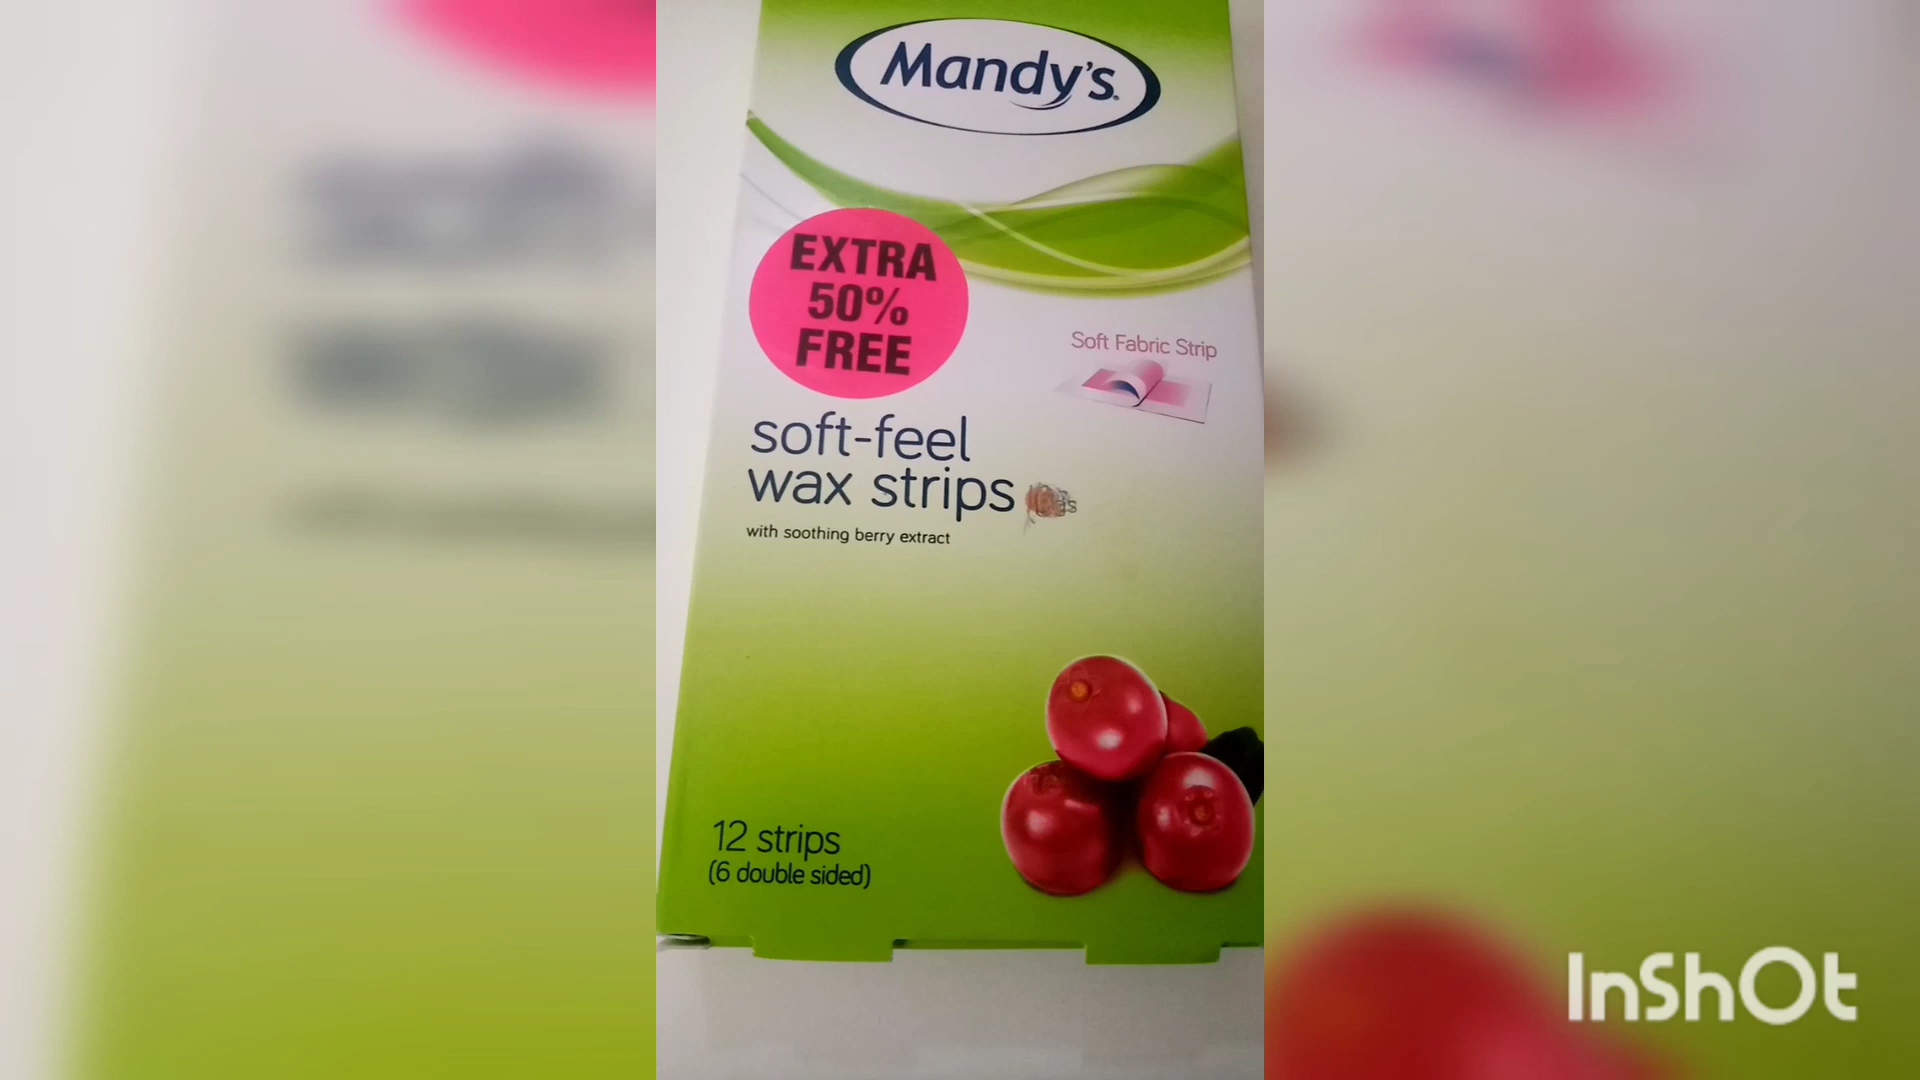 Mandy's
EXTRA
50%
FREE
Soft Fabric Strip
soft-feel
wax strips
with soothing berry extract
12 strips
(6 double sided)
InShOt